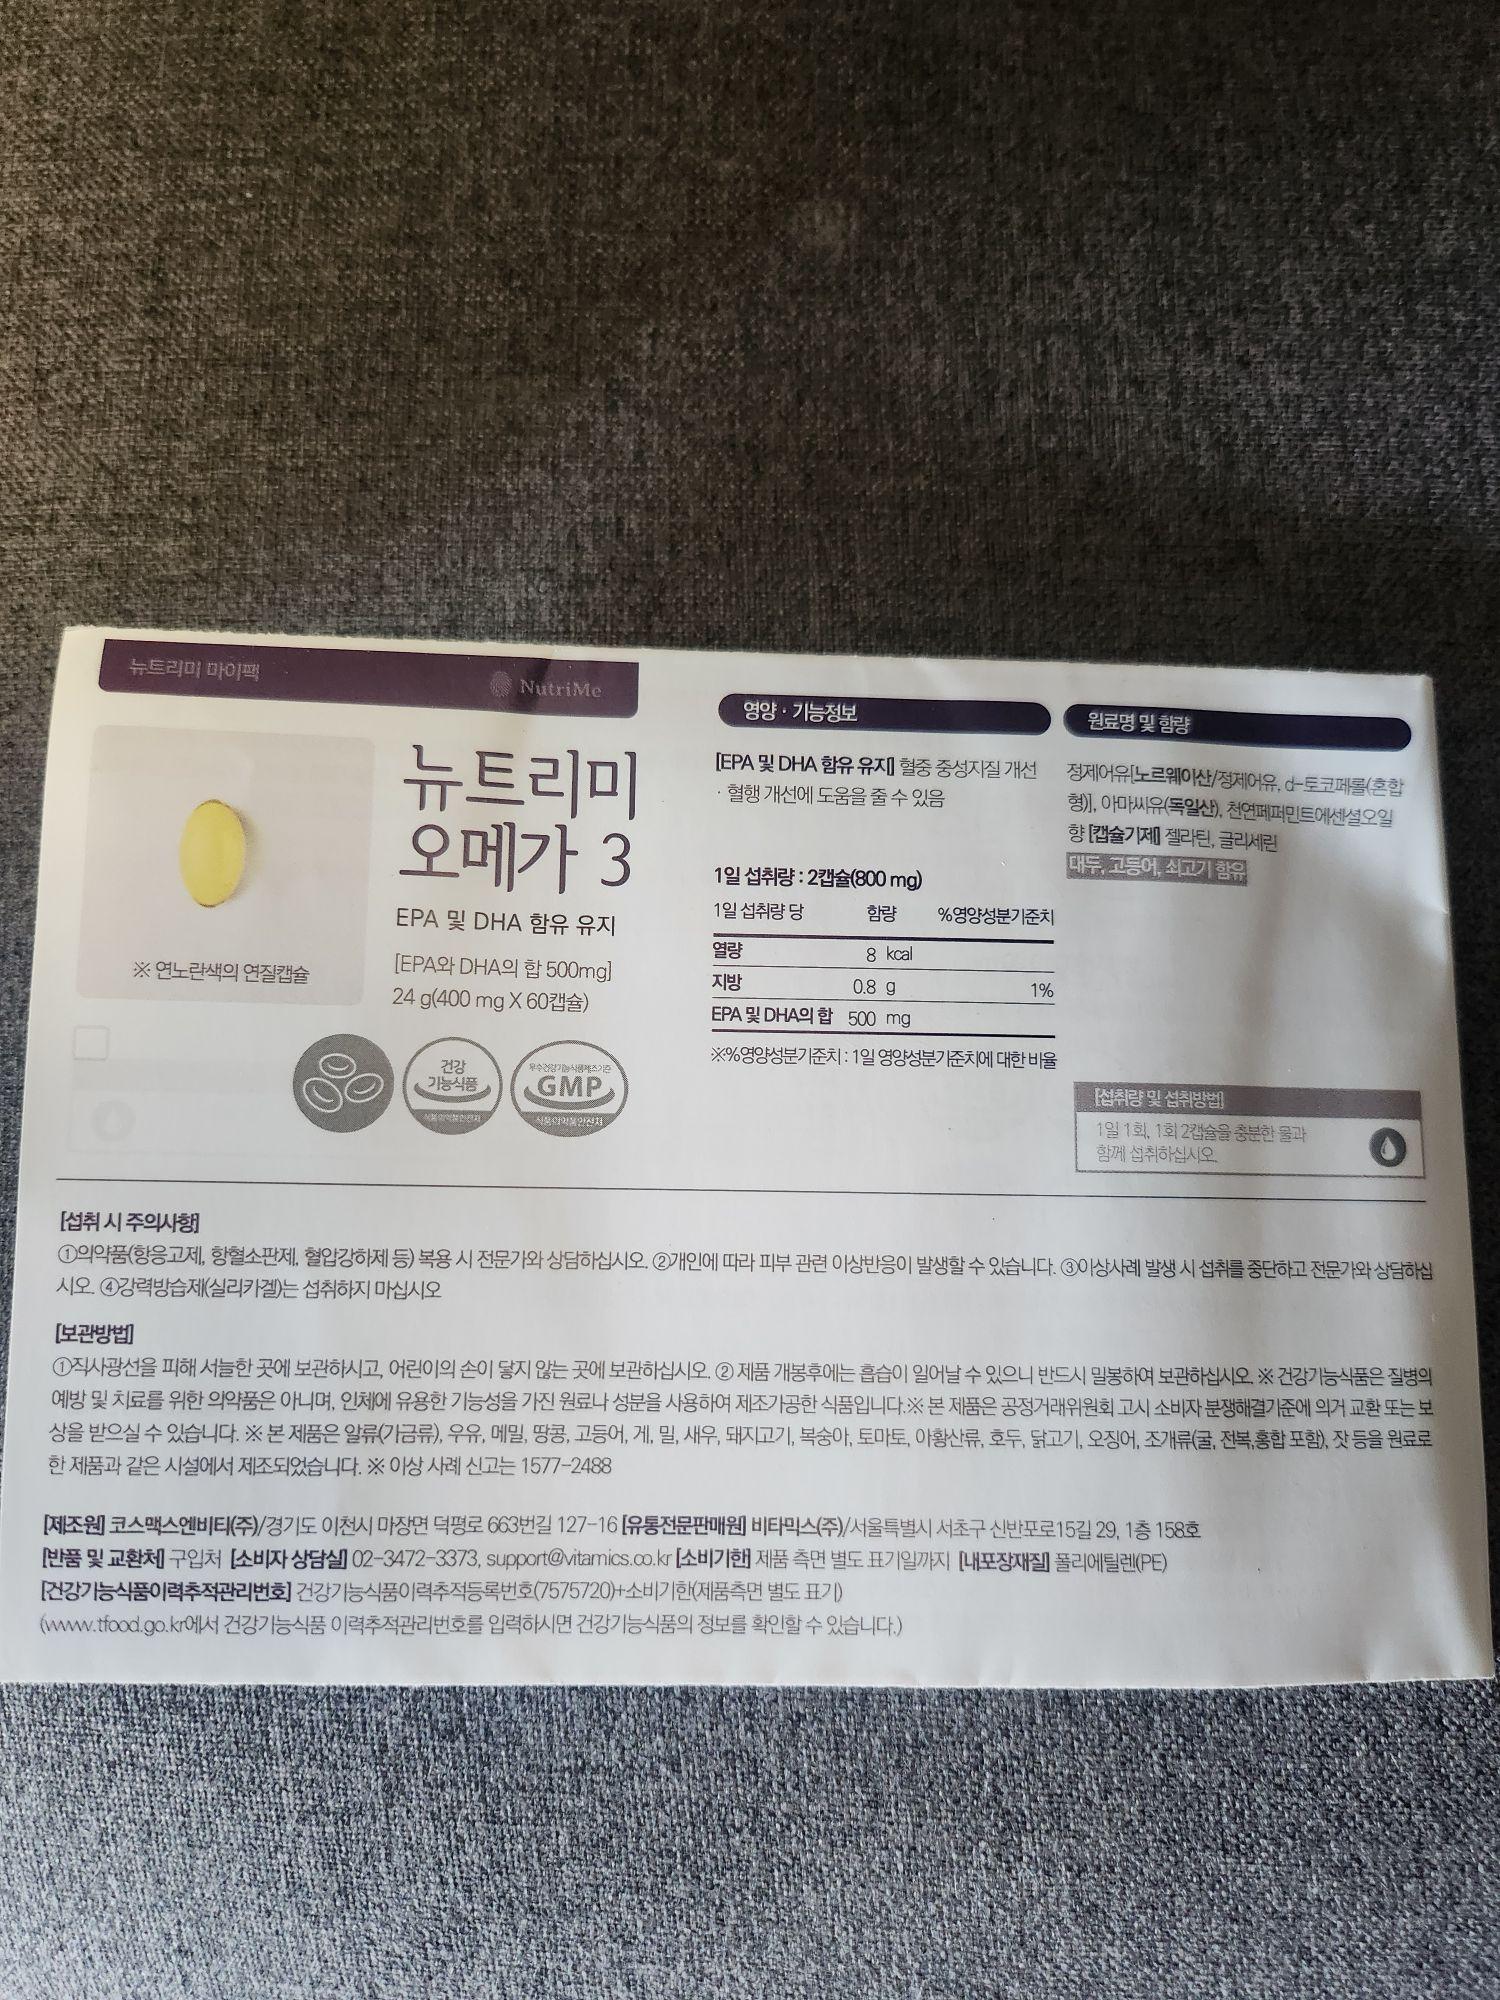 뉴트리미 마이팩
NutriMe
뉴트리미
오메가 3
EPA 및 DHA 함유 유지
[EPA와 DHA의 합 500mg]
24 g(400 mg X 60캡슐)
※ 연노란색의 연질캡슐
건강
기능식품
식품의약품안전처
우수건강기능식품제조기준
GMP
식품의약품안전처
영양 · 기능정보
[EPA 및 DHA 함유 유지] 혈중 중성지질 개선
· 혈행 개선에 도움을 줄 수 있음
1일 섭취량 : 2캡슐(800 mg)
1일 섭취량 당 함량 %영양성분기준치
열량 8 kcal
지방 0.8 g 1%
EPA 및 DHA의 합 500 mg
※%영양성분기준치 : 1일 영양성분기준치에 대한 비율
원료명 및 함량
정제어유[노르웨이산/정제어유, d-토코페롤(혼합
형)], 아마씨유(독일산), 천연페퍼민트에센셜오일
향 [캡슐기제] 젤라틴, 글리세린
대두, 고등어, 쇠고기 함유
[섭취량 및 섭취방법]
1일 1회, 1회 2캡슐을 충분한 물과
함께 섭취하십시오.
[섭취 시 주의사항]
①의약품(항응고제, 항혈소판제, 혈압강하제 등) 복용 시 전문가와 상담하십시오. ②개인에 따라 피부 관련 이상반응이 발생할 수 있습니다. ③이상사례 발생 시 섭취를 중단하고 전문가와 상담하십
시오. ④강력방습제(실리카겔)는 섭취하지 마십시오
[보관방법]
①직사광선을 피해 서늘한 곳에 보관하시고, 어린이의 손이 닿지 않는 곳에 보관하십시오. ② 제품 개봉후에는 흡습이 일어날 수 있으니 반드시 밀봉하여 보관하십시오. ※ 건강기능식품은 질병의
예방 및 치료를 위한 의약품은 아니며, 인체에 유용한 기능성을 가진 원료나 성분을 사용하여 제조가공한 식품입니다.※ 본 제품은 공정거래위원회 고시 소비자 분쟁해결기준에 의거 교환 또는 보
상을 받으실 수 있습니다. ※ 본 제품은 알류(가금류), 우유, 메밀, 땅콩, 고등어, 게, 밀, 새우, 돼지고기, 복숭아, 토마토, 아황산류, 호두, 닭고기, 오징어, 조개류(굴, 전복,홍합 포함), 잣 등을 원료로
한 제품과 같은 시설에서 제조되었습니다. ※ 이상 사례 신고는 1577-2488
[제조원] 코스맥스엔비티(주)/경기도 이천시 마장면 덕평로 663번길 127-16 [유통전문판매원] 비타믹스(주)/서울특별시 서초구 신반포로15길 29, 1층 158호
[반품 및 교환처] 구입처 [소비자 상담실] 02-3472-3373, support@vitamics.co.kr [소비기한] 제품 측면 별도 표기일까지 [내포장재질] 폴리에틸렌(PE)
[건강기능식품이력추적관리번호] 건강기능식품이력추적등록번호(7575720)+소비기한(제품측면 별도 표기)
(www.tfood.go.kr에서 건강기능식품 이력추적관리번호를 입력하시면 건강기능식품의 정보를 확인할 수 있습니다.)